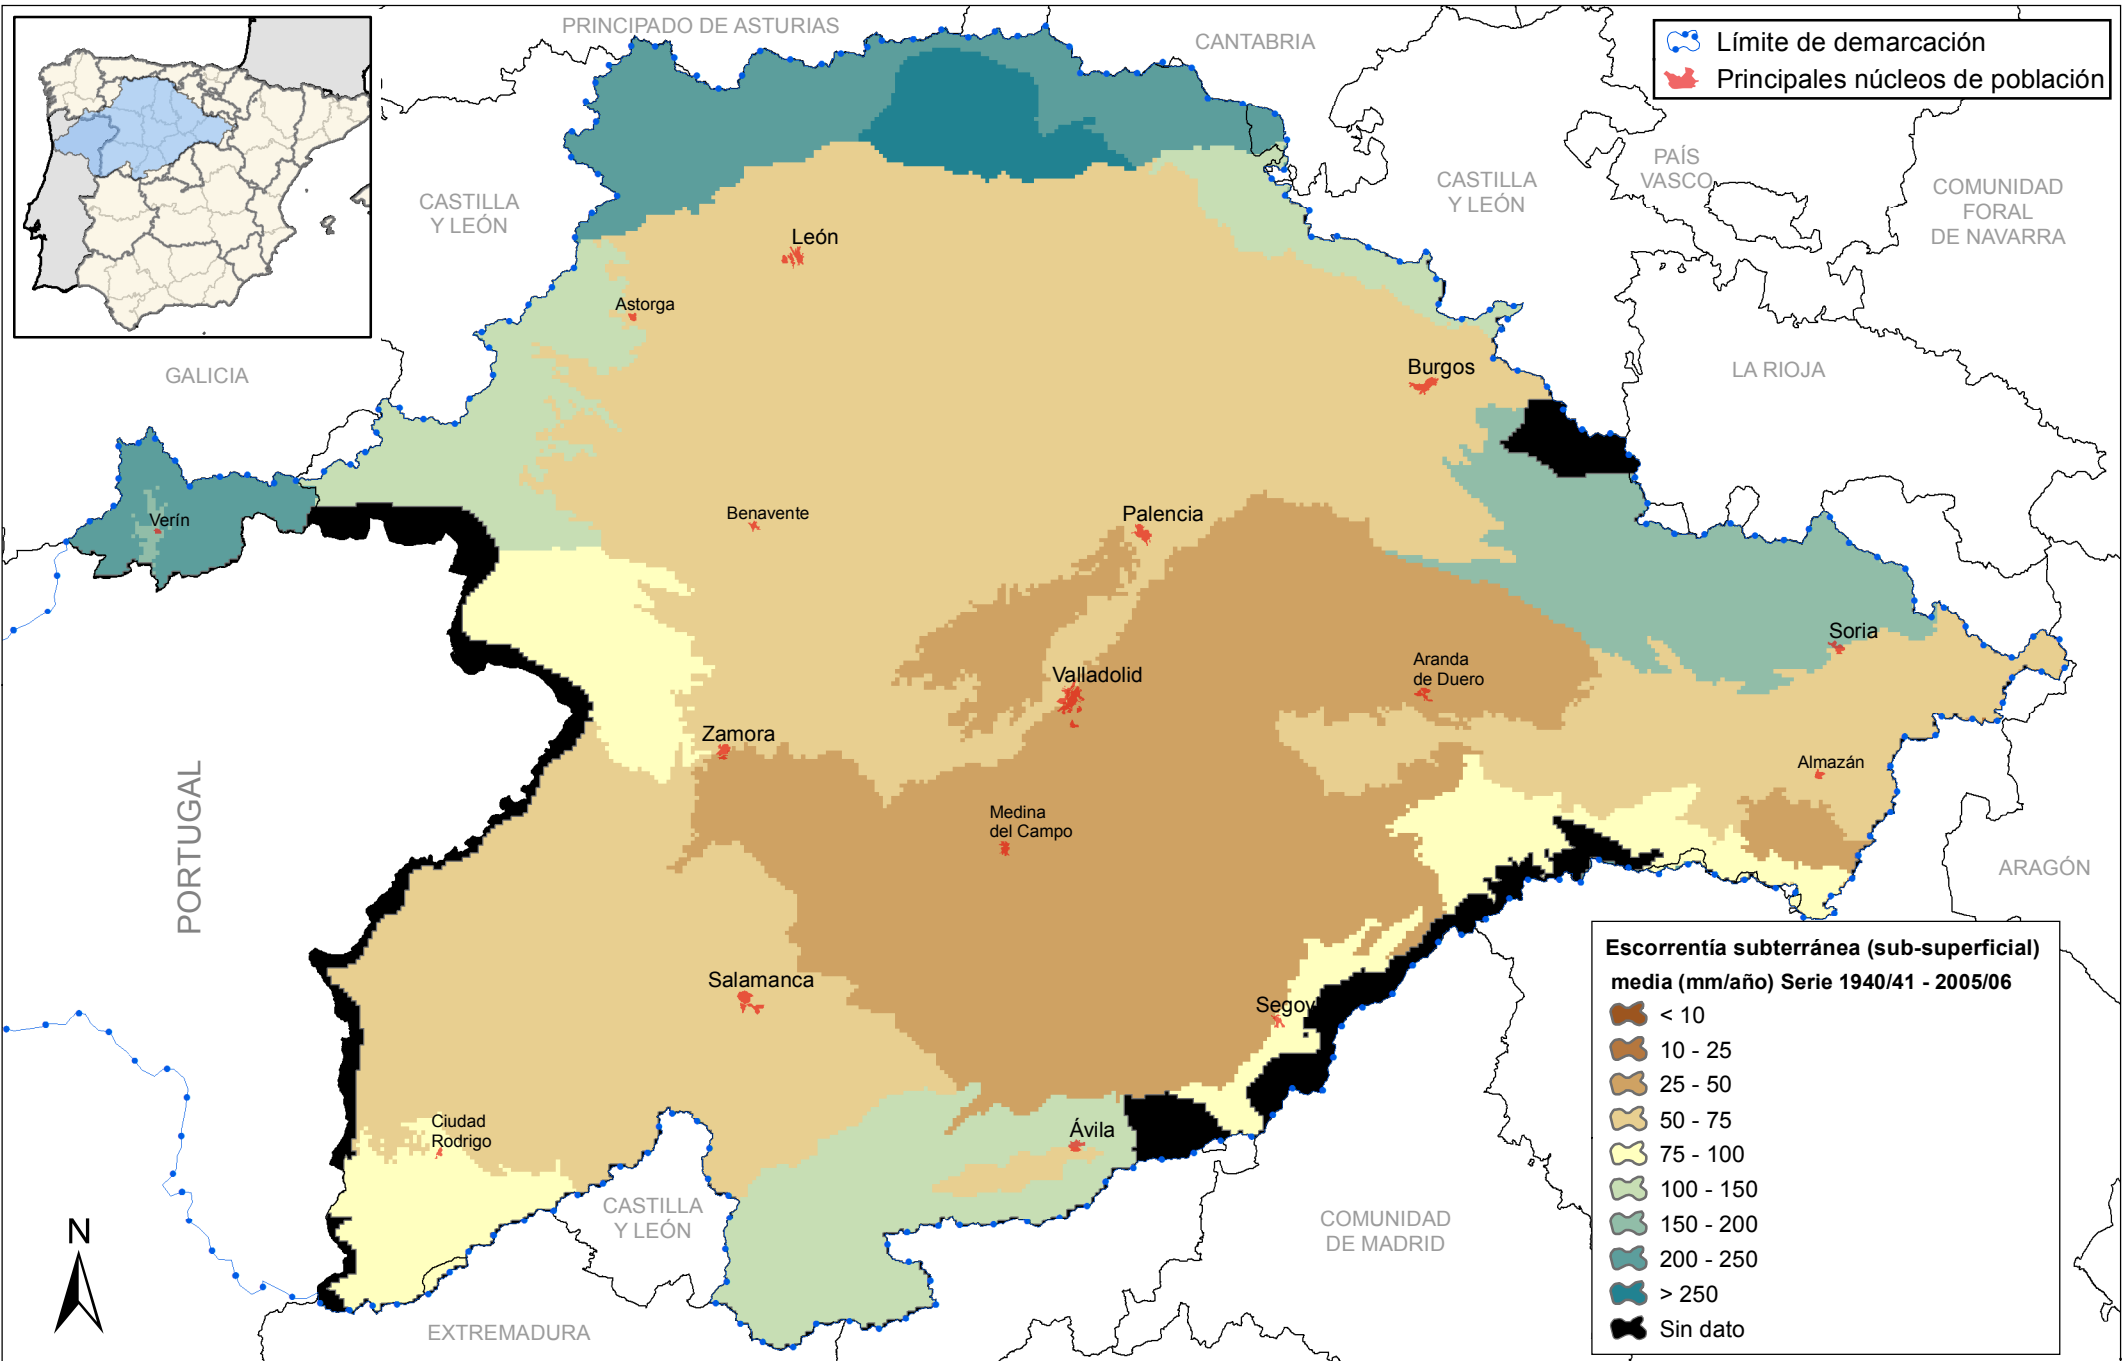 PRINCIPADO DE ASTURIAS
CANTABRIA
Límite de demarcación
Principales núcleos de población
PAÍS
VASCO
CASTILLA
Y LEÓN
CASTILLA
Y LEÓN
COMUNIDAD
FORAL
DE NAVARRA
León
Astorga
GALICIA
Burgos
LA RIOJA
Verín
Benavente
Palencia
Soria
Aranda
de Duero
Valladolid
Zamora
Almazán
PORTUGAL
Medina
del Campo
ARAGÓN
Salamanca
Segov
Ciudad
Rodrigo
Ávila
CASTILLA
Y LEÓN
COMUNIDAD
DE MADRID
EXTREMADURA
N
Escorrentía subterránea (sub-superficial)
media (mm/año) Serie 1940/41 - 2005/06
< 10
10 - 25
25 - 50
50 - 75
75 - 100
100 - 150
150 - 200
200 - 250
> 250
Sin dato